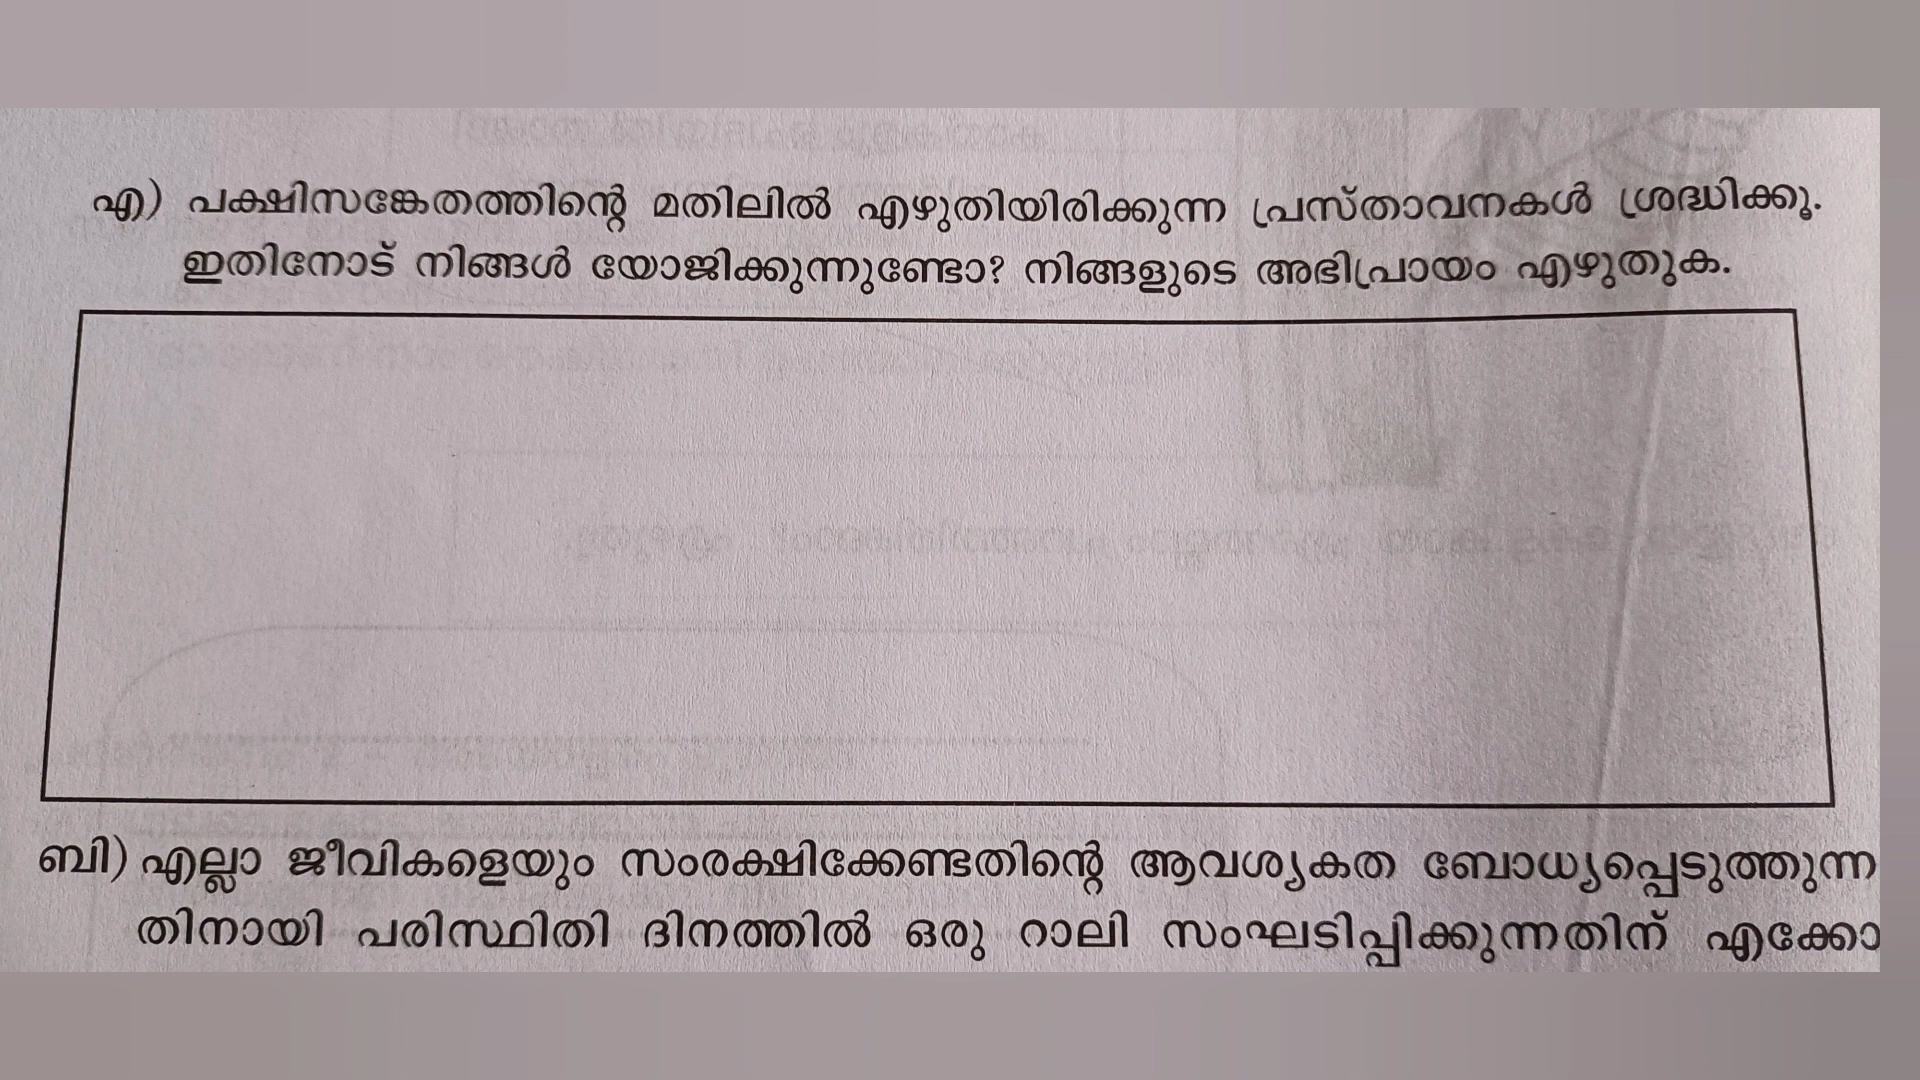 എ) പക്ഷിസങ്കേതത്തിന്റെ മതിലിൽ എഴുതിയിരിക്കുന്ന പ്രസ്താവനകൾ ശ്രദ്ധിക്കൂ.
ഇതിനോട് നിങ്ങൾ യോജിക്കുന്നുണ്ടോ? നിങ്ങളുടെ അഭിപ്രായം എഴുതുക.
ബി) എല്ലാ ജീവികളെയും സംരക്ഷിക്കേണ്ടതിന്റെ ആവശ്യകത ബോധ്യപ്പെടുത്തുന്ന
തിനായി പരിസ്ഥിതി ദിനത്തിൽ ഒരു റാലി സംഘടിപ്പിക്കുന്നതിന് എക്കോ